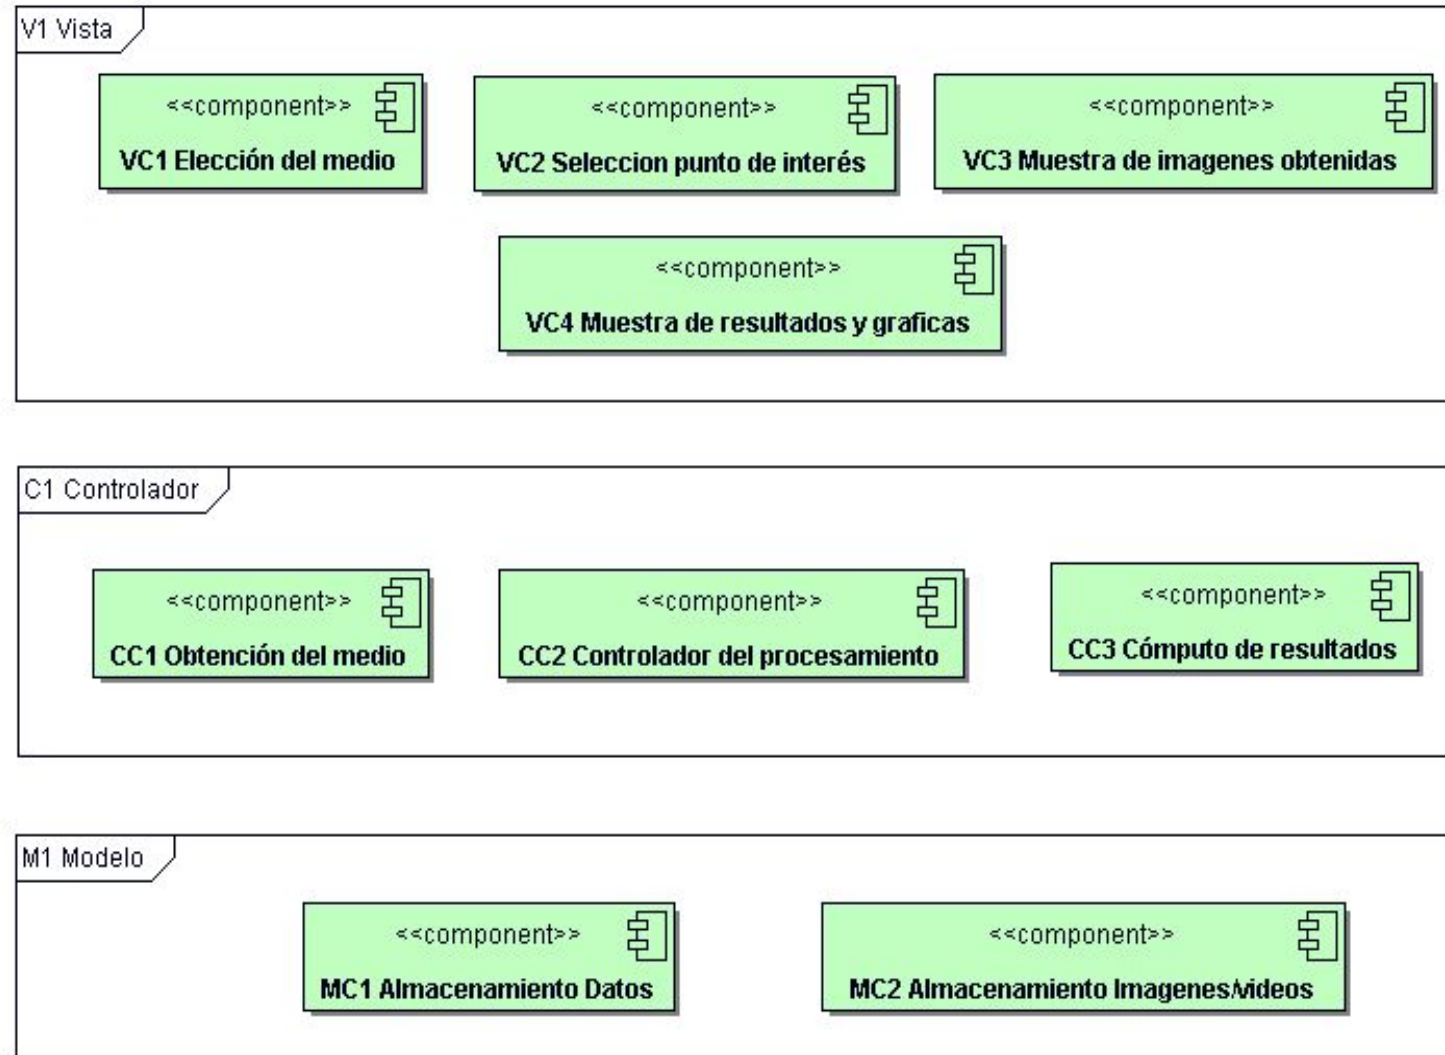 V1 Vista
<<component>>
VC1 Elección del medio
<<component>>
VC2 Seleccion punto de interés
<<component>>
VC3 Muestra de imagenes obtenidas
<<component>>
VC4 Muestra de resultados y graficas
C1 Controlador
<<component>>
CC1 Obtención del medio
<<component>>
CC2 Controlador del procesamiento
<<component>>
CC3 Cómputo de resultados
M1 Modelo
<<component>>
MC1 Almacenamiento Datos
<<component>>
MC2 Almacenamiento Imagenes/videos